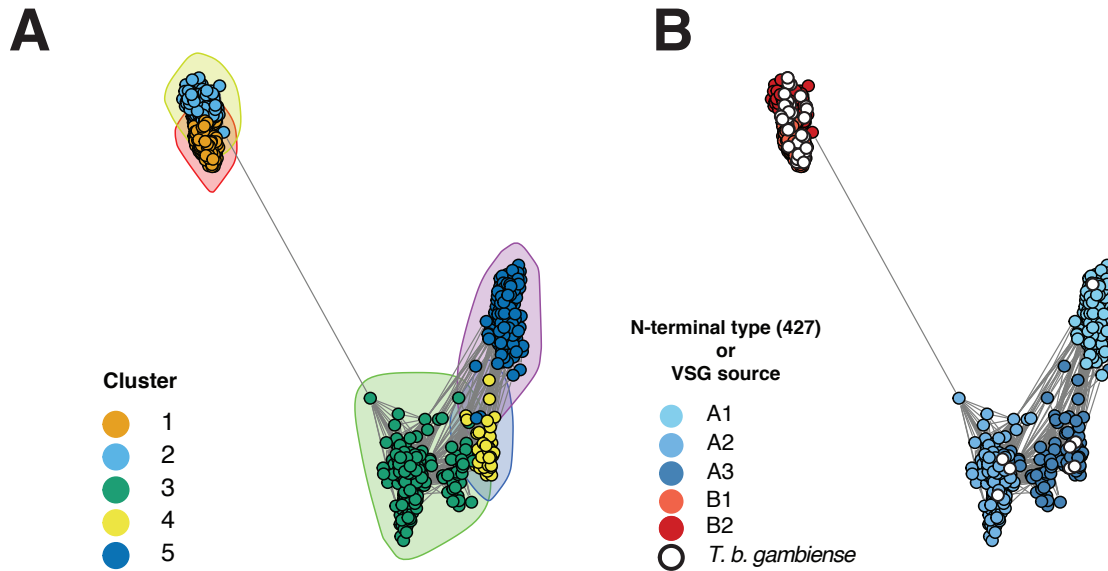 A
B
Cluster
1
2
3
4
5
N-terminal type (427)
or
VSG source
A1
A2
A3
B1
B2
T. b. gambiense